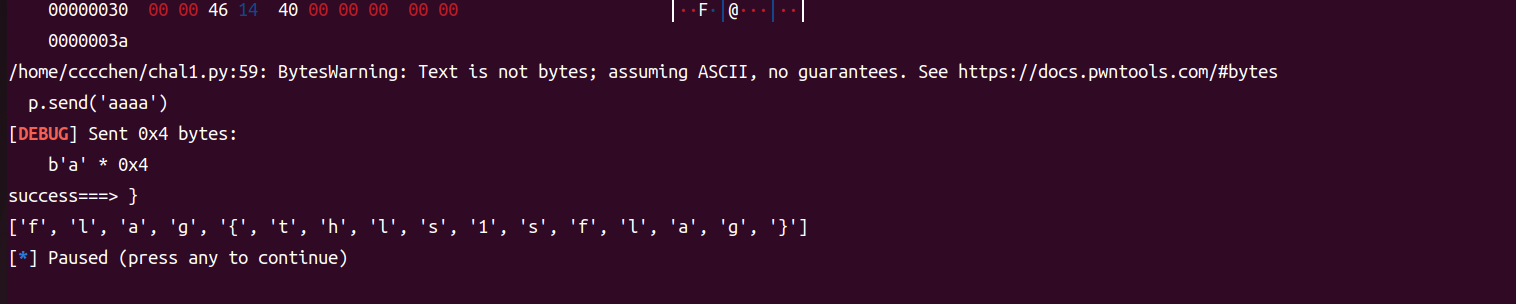 00000030  00 00 46 14  40 00 00 00  00 00                      │··F·│@···│··│
0000003a
/home/cccchen/chal1.py:59: BytesWarning: Text is not bytes; assuming ASCII, no guarantees. See https://docs.pwntools.com/#bytes
p.send('aaaa')
[DEBUG] Sent 0x4 bytes:
b'a' * 0x4
success===> }
['f', 'l', 'a', 'g', '{', 't', 'h', 'l', 's', '1', 's', 'f', 'l', 'a', 'g', '}']
[*] Paused (press any to continue)